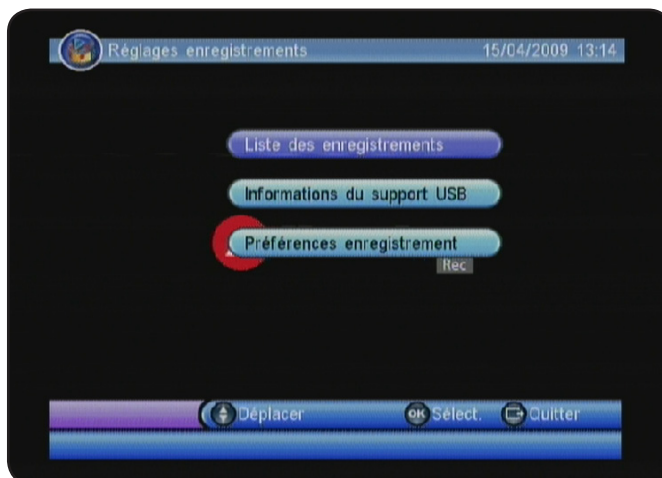 Réglages enregistrements 15/04/2009 13:14
Liste des enregistrements
Informations du support USB
Préférences enregistrement
Rec
Déplacer OK Sélect. Quitter